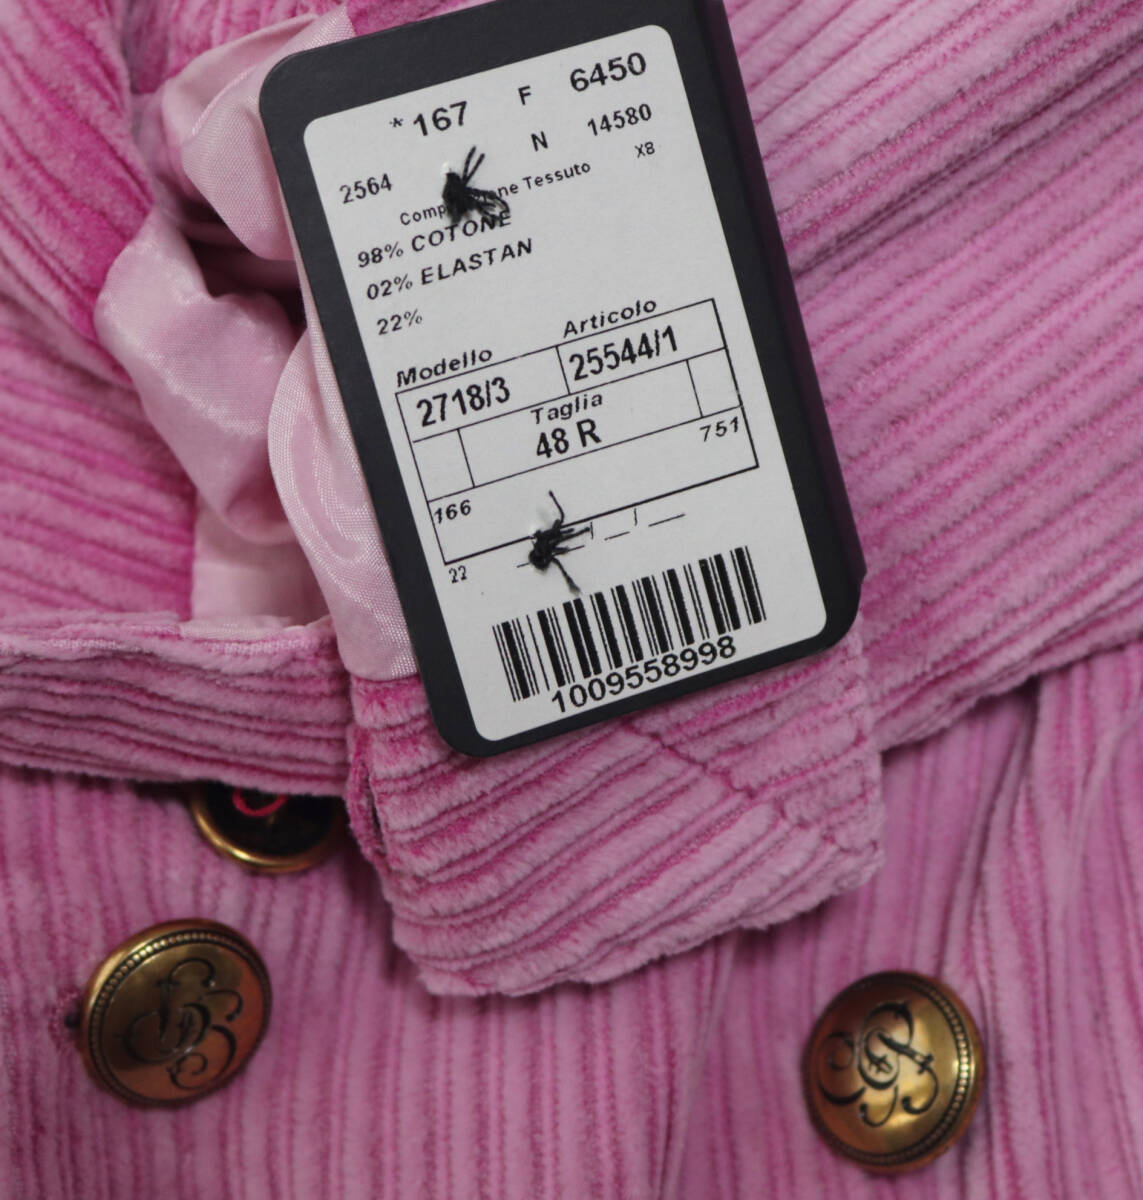 * 167 F 6450
2564 N 14580
Tessuto X8
98% COTONE
02% ELASTAN
22%
Modello Articolo
2718/3 25544/1
Taglia
48 R 751
166
22
1009558998